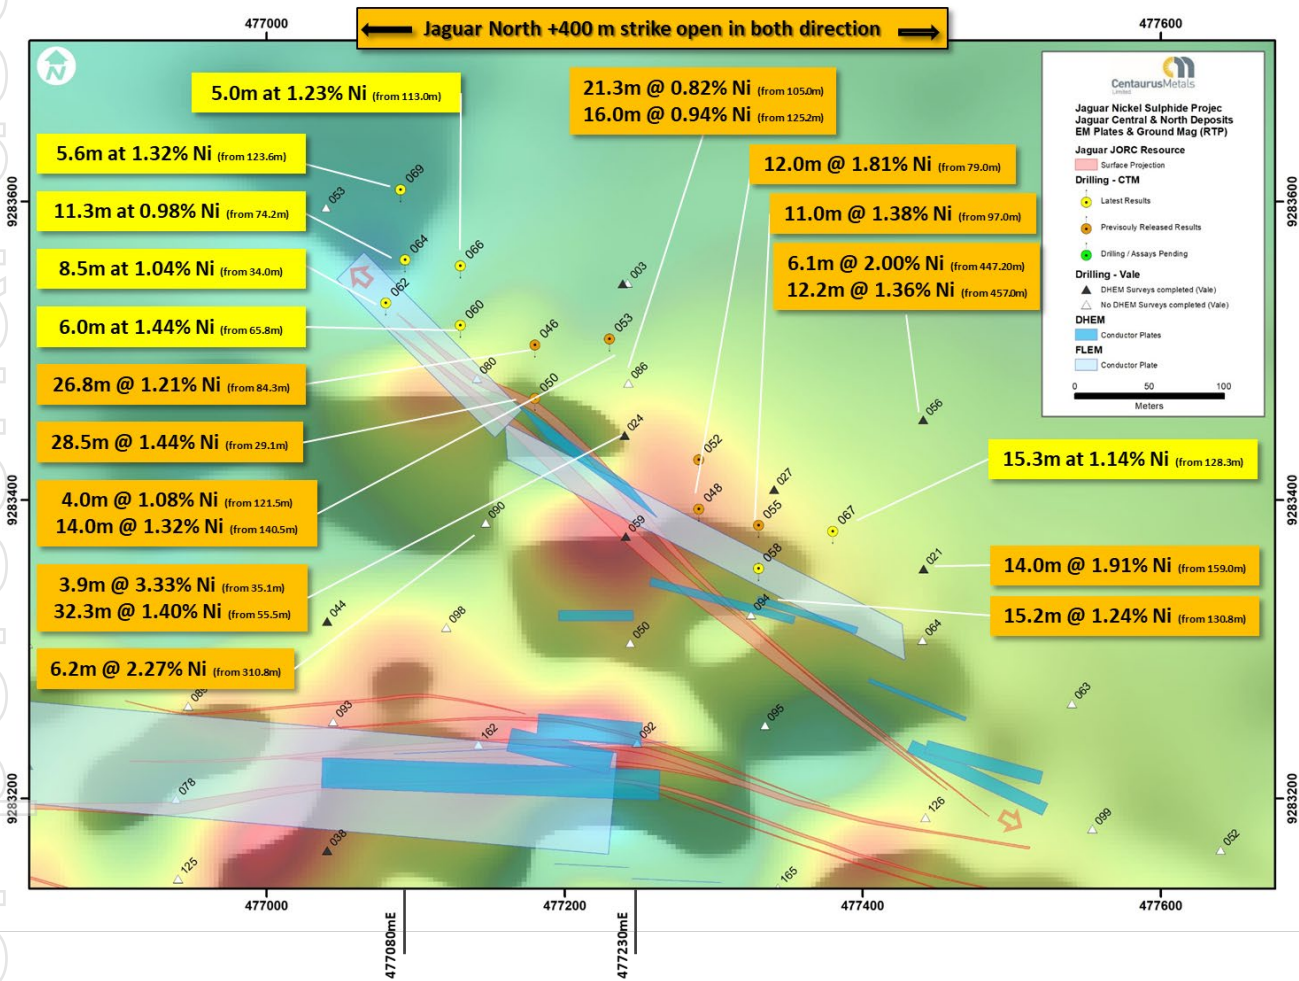 477000
Jaguar North +400 m strike open in both direction
477600
N
5.0m at 1.23% Ni (from 113.0m)
21.3m @ 0.82% Ni (from 105.0m)
16.0m @ 0.94% Ni (from 125.2m)
5.6m at 1.32% Ni (from 123.6m)
11.3m at 0.98% Ni (from 74.2m)
8.5m at 1.04% Ni (from 34.0m)
6.0m at 1.44% Ni (from 65.8m)
26.8m @ 1.21% Ni (from 84.3m)
28.5m @ 1.44% Ni (from 29.1m)
4.0m @ 1.08% Ni (from 121.5m)
14.0m @ 1.32% Ni (from 140.5m)
3.9m @ 3.33% Ni (from 35.1m)
32.3m @ 1.40% Ni (from 55.5m)
6.2m @ 2.27% Ni (from 310.8m)
12.0m @ 1.81% Ni (from 79.0m)
11.0m @ 1.38% Ni (from 97.0m)
6.1m @ 2.00% Ni (from 447.20m)
12.2m @ 1.36% Ni (from 457.0m)
15.3m at 1.14% Ni (from 128.3m)
14.0m @ 1.91% Ni (from 159.0m)
15.2m @ 1.24% Ni (from 130.8m)
CentaurusMetals
Limited
Jaguar Nickel Sulphide Projec
Jaguar Central & North Deposits
EM Plates & Ground Mag (RTP)
Jaguar JORC Resource
Surface Projection
Drilling - CTM
Latest Results
Previsouly Released Results
Drilling / Assays Pending
Drilling - Vale
DHEM Surveys completed (Vale)
No DHEM Surveys completed (Vale)
DHEM
Conductor Plates
FLEM
Conductor Plate
0 50 100
Meters
9283600
9283600
9283400
9283400
9283200
9283200
053
069
064
066
062
060
003
046
053
080
050
086
024
056
052
027
048
055
067
090
059
058
021
044
098
050
094
064
093
162
092
095
063
078
038
125
126
099
052
165
477000
477200
477400
477600
477080mE
477230mE